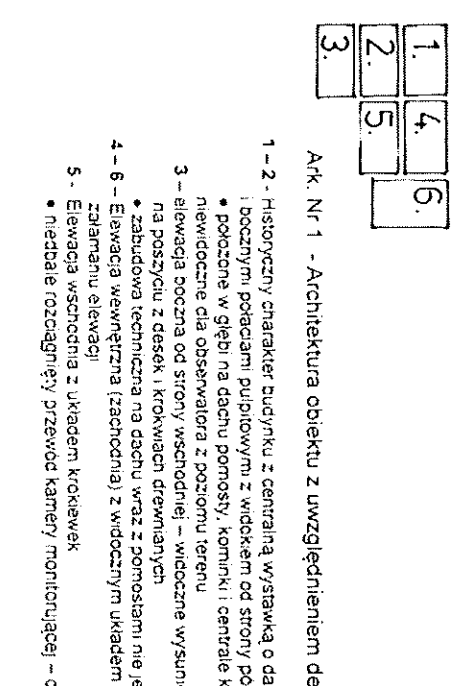 1. 4. 6.
2. 5.
3.
Ark. Nr 1 - Architektura obiektu z uwzględnieniem de
1 – 2 - Historyczny charakter budynku z centralną wystawką o da
i bocznymi połaciami pulpitowymi z widokiem od strony pó
• położone w głębi na dachu pomosty, kominki i centrale k
niewidoczne dla obserwatora z poziomu terenu
3 – elewacja boczna od strony wschodniej – widoczne wysuni
na poszyciu z desek i krokwiach drewnianych
• zabudowa techniczna na dachu wraz z pomostami nie je
4 – 6 – Elewacja wewnętrzna (zachodnia) z widocznym układem
załamaniu elewacji
5 - Elewacja wschodnia z układem krokiewek
• niedbale rozciągnięty przewód kamery monitorującej –